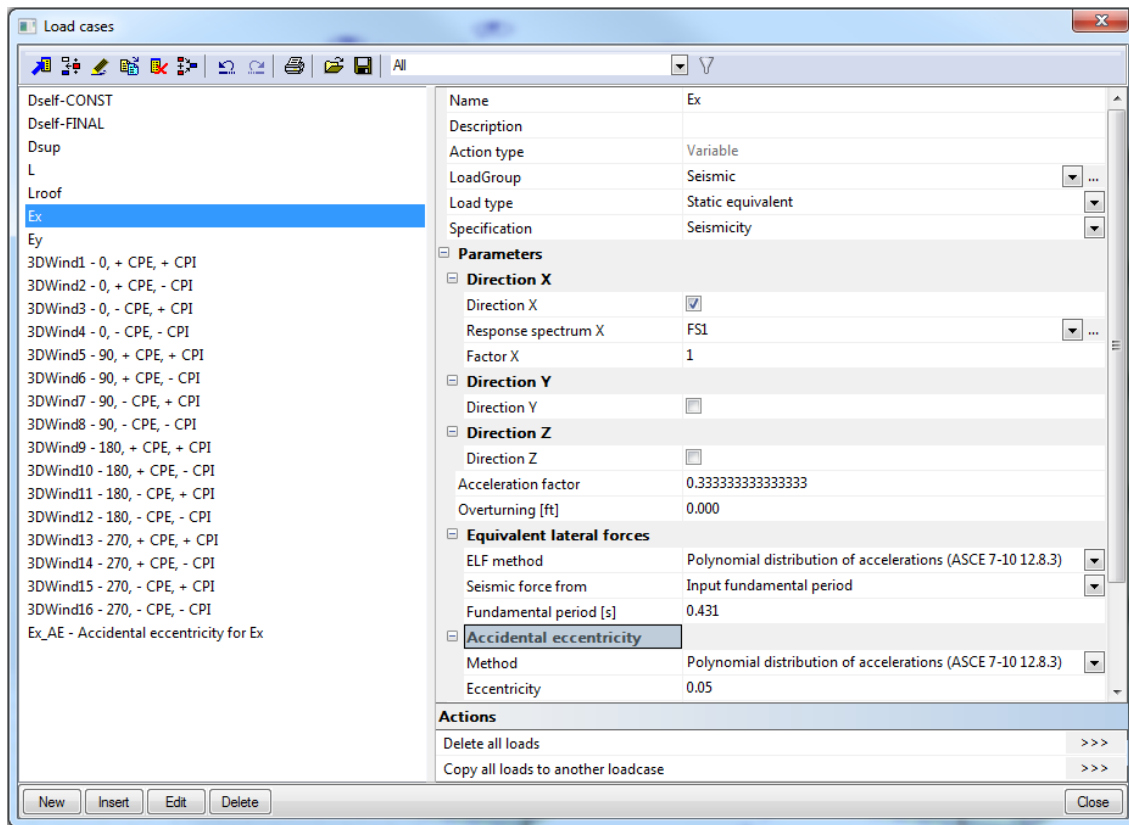 Load cases
All
Dself-CONST
Dself-FINAL
Dsup
L
Lroof
Ex
Ey
3DWind1 - 0, + CPE, + CPI
3DWind2 - 0, + CPE, - CPI
3DWind3 - 0, - CPE, + CPI
3DWind4 - 0, - CPE, - CPI
3DWind5 - 90, + CPE, + CPI
3DWind6 - 90, + CPE, - CPI
3DWind7 - 90, - CPE, + CPI
3DWind8 - 90, - CPE, - CPI
3DWind9 - 180, + CPE, + CPI
3DWind10 - 180, + CPE, - CPI
3DWind11 - 180, - CPE, + CPI
3DWind12 - 180, - CPE, - CPI
3DWind13 - 270, + CPE, + CPI
3DWind14 - 270, + CPE, - CPI
3DWind15 - 270, - CPE, + CPI
3DWind16 - 270, - CPE, - CPI
Ex_AE - Accidental eccentricity for Ex
Name Ex
Description
Action type Variable
LoadGroup Seismic ...
Load type Static equivalent
Specification Seismicity
Parameters
Direction X
Direction X
Response spectrum X FS1 ...
Factor X 1
Direction Y
Direction Y
Direction Z
Direction Z
Acceleration factor 0.333333333333333
Overturning [ft] 0.000
Equivalent lateral forces
ELF method Polynomial distribution of accelerations (ASCE 7-10 12.8.3)
Seismic force from Input fundamental period
Fundamental period [s] 0.431
Accidental eccentricity
Method Polynomial distribution of accelerations (ASCE 7-10 12.8.3)
Eccentricity 0.05
Actions
Delete all loads >>>
Copy all loads to another loadcase >>>
New Insert Edit Delete Close